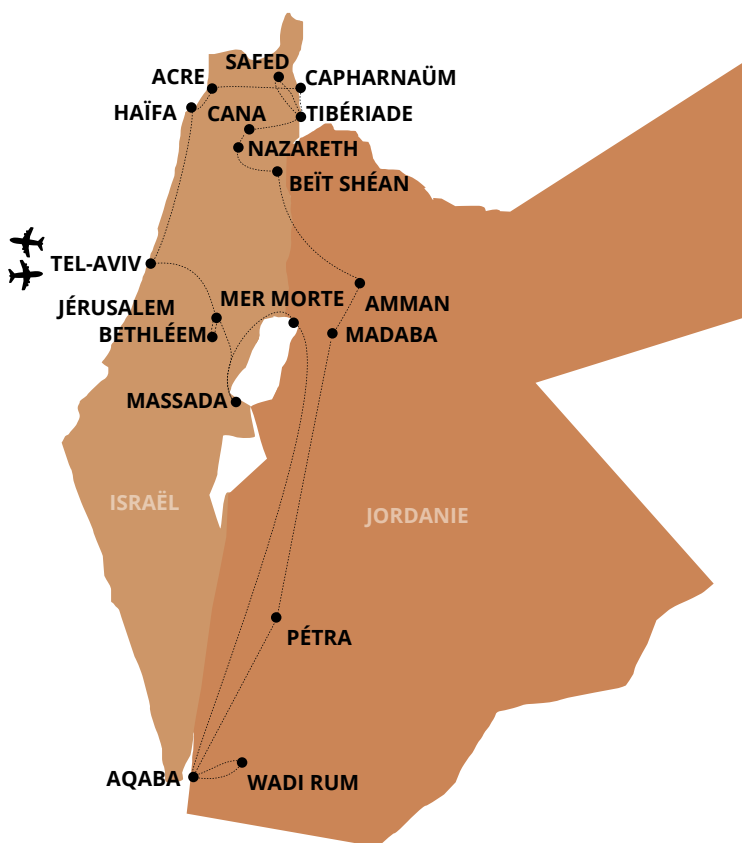 SAFED
ACRE
CAPHARNAÜM
HAÏFA
CANA
TIBÉRIADE
NAZARETH
BEÏT SHÉAN
TEL-AVIV
MER MORTE
AMMAN
JÉRUSALEM
BETHLÉEM
MADABA
MASSADA
ISRAËL
JORDANIE
PÉTRA
AQABA
WADI RUM